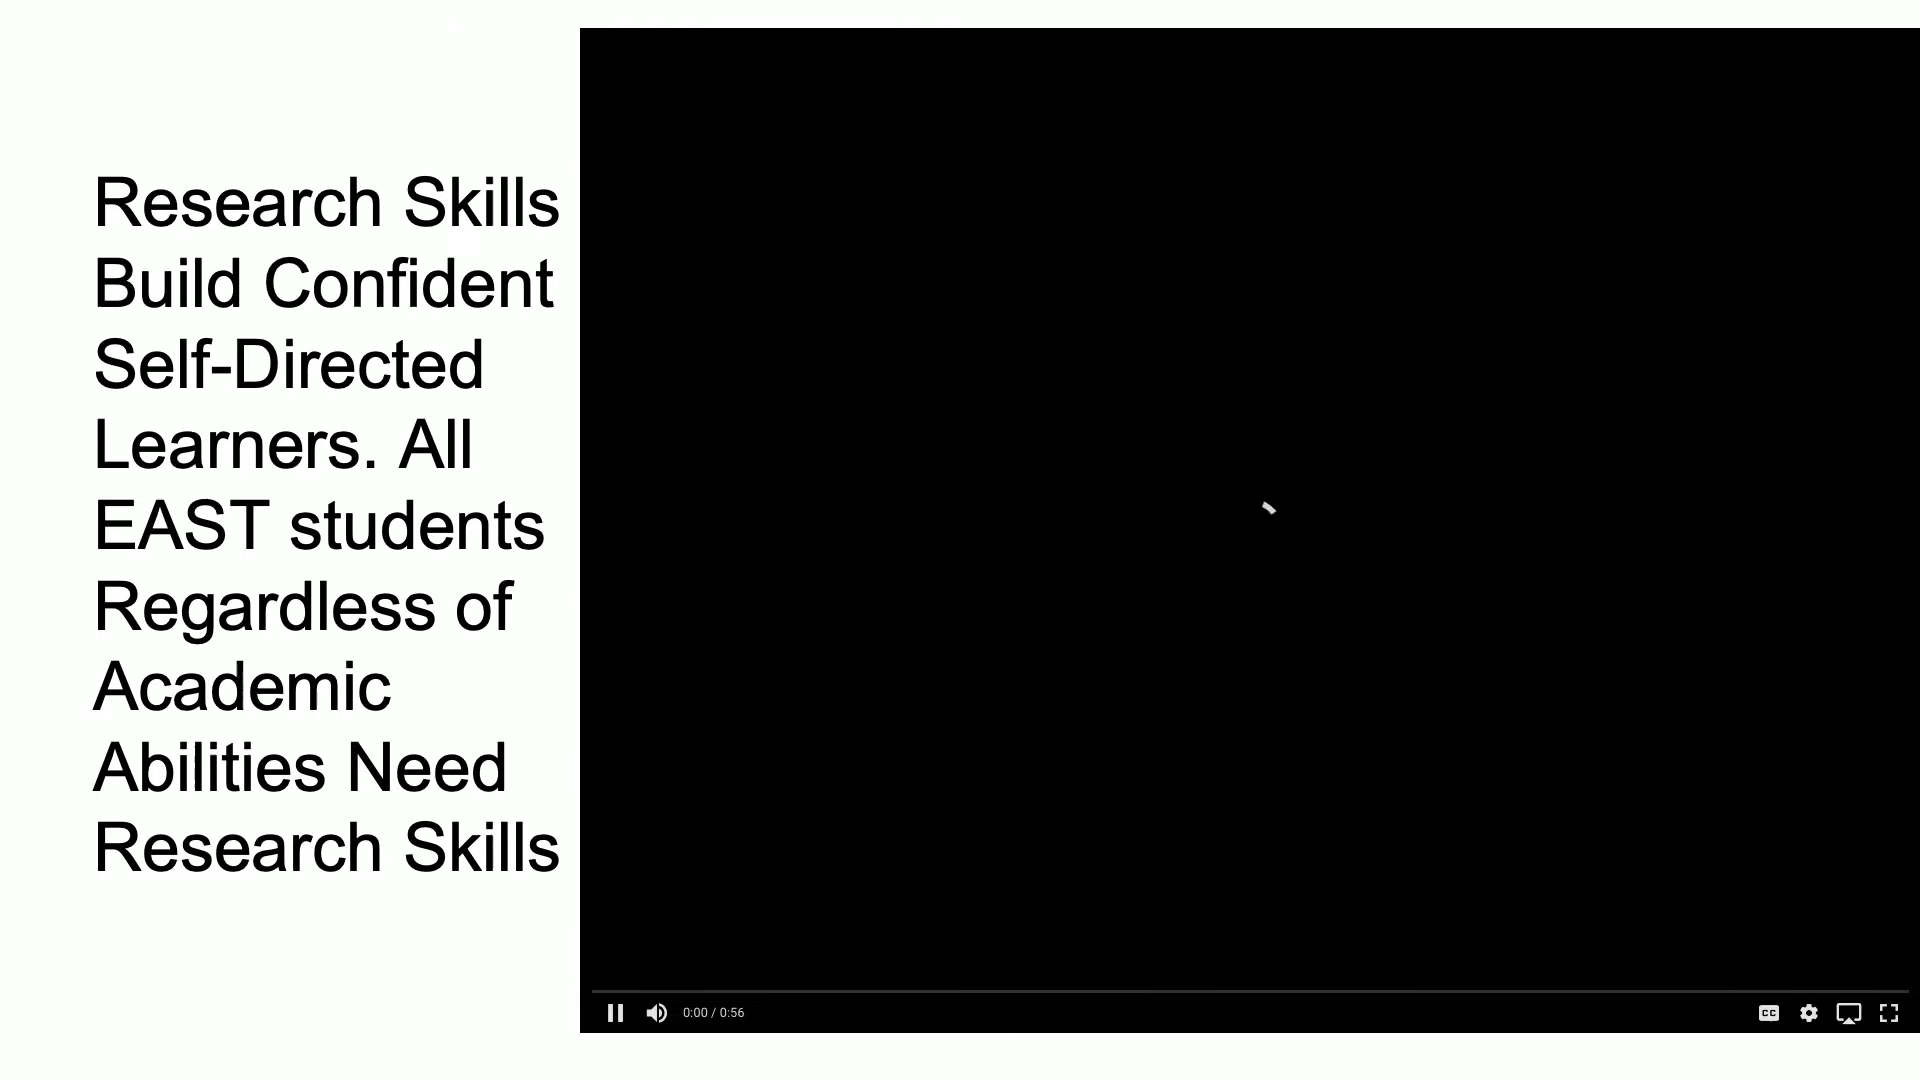 Research Skills
Build Confident
Self-Directed
Learners. All
EAST students
Regardless of
Academic
Abilities Need
Research Skills
0:00 / 0:56
CC